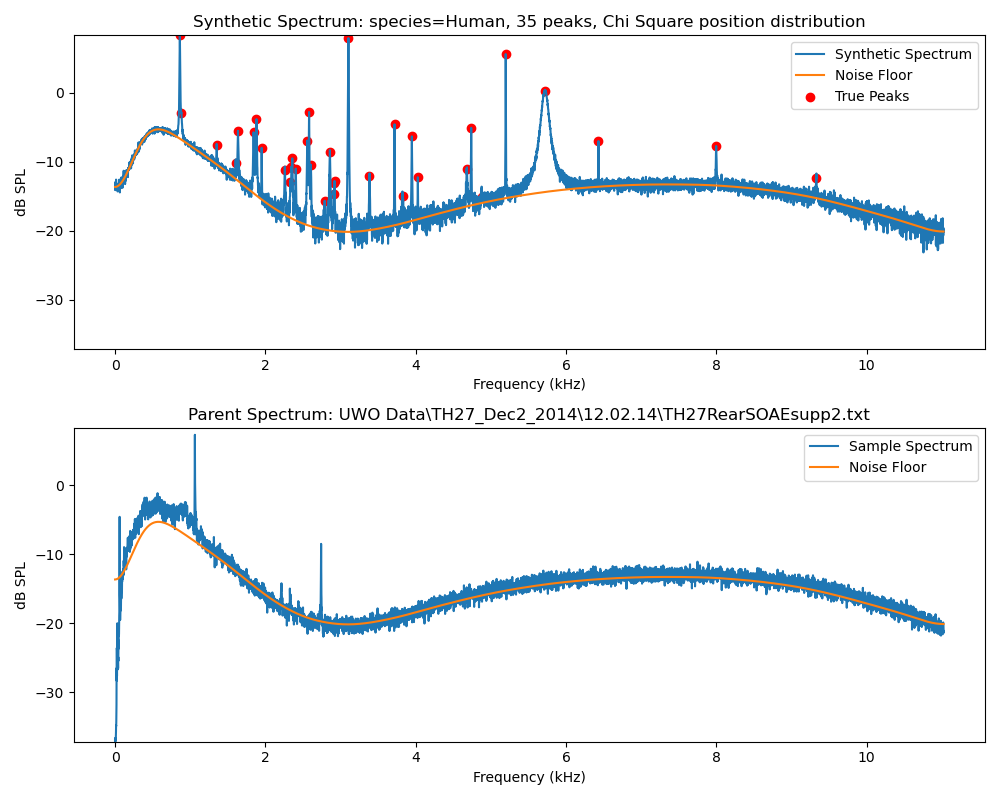 Synthetic Spectrum: species=Human, 35 peaks, Chi Square position distribution
Synthetic Spectrum
Noise Floor
True Peaks
dB SPL
0
−10
−20
−30
0 2 4 6 8 10
Frequency (kHz)
Parent Spectrum: UWO Data\TH27_Dec2_2014\12.02.14\TH27RearSOAEsupp2.txt
Sample Spectrum
Noise Floor
dB SPL
0
−10
−20
−30
0 2 4 6 8 10
Frequency (kHz)